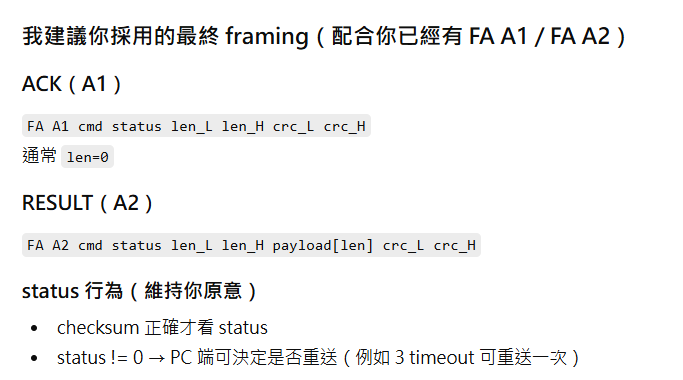 我建議你採用的最終 framing（配合你已經有 FA A1 / FA A2）
ACK（A1）
FA A1 cmd status len_L len_H crc_L crc_H
通常 len=0
RESULT（A2）
FA A2 cmd status len_L len_H payload[len] crc_L crc_H
status 行為（維持你原意）
• checksum 正確才看 status
• status != 0 → PC 端可決定是否重送（例如 3 timeout 可重送一次）